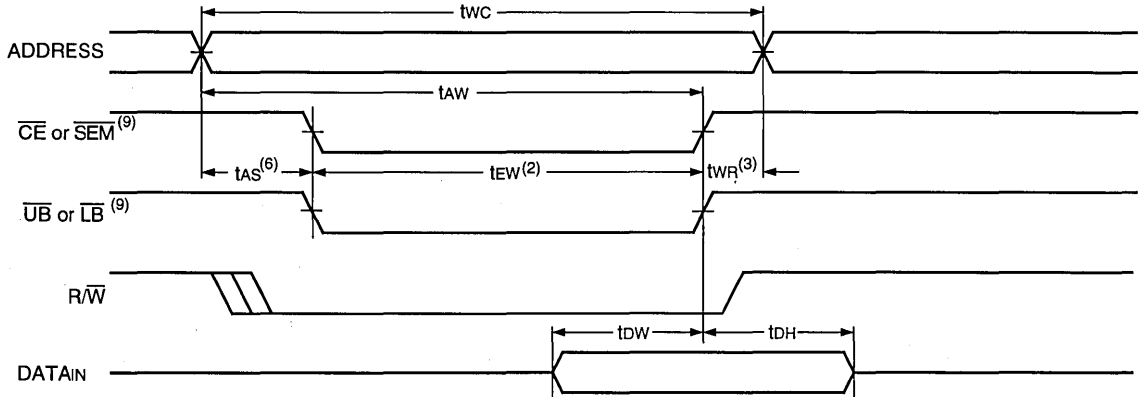 tWC
ADDRESS
tAW
CE or SEM(9)
tAS(6) tEW(2) tWR(3)
UB or LB(9)
R/W
tDW tDH
DATAIN